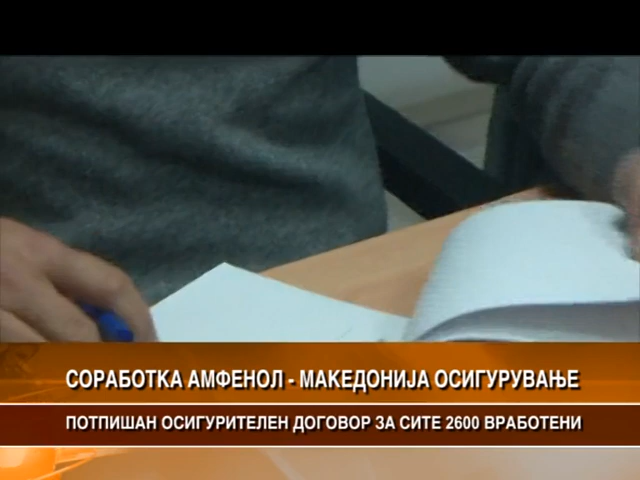 СОРАБОТКА АМФЕНОЛ - МАКЕДОНИЈА ОСИГУРУВАЊЕ
ПОТПИШАН ОСИГУРИТЕЛЕН ДОГОВОР ЗА СИТЕ 2600 ВРАБОТЕНИ